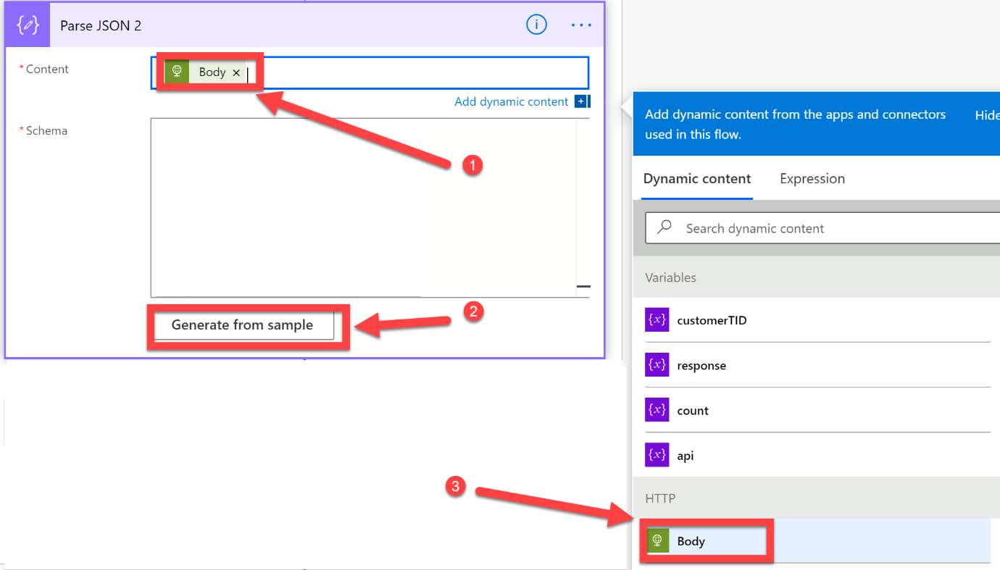 Parse JSON 2
* Content
Body ×
Add dynamic content
* Schema
1
Generate from sample
2
3
Add dynamic content from the apps and connectors
used in this flow.
Hide
Dynamic content
Expression
Search dynamic content
Variables
{x} customerTID
{x} response
{x} count
{x} api
HTTP
Body